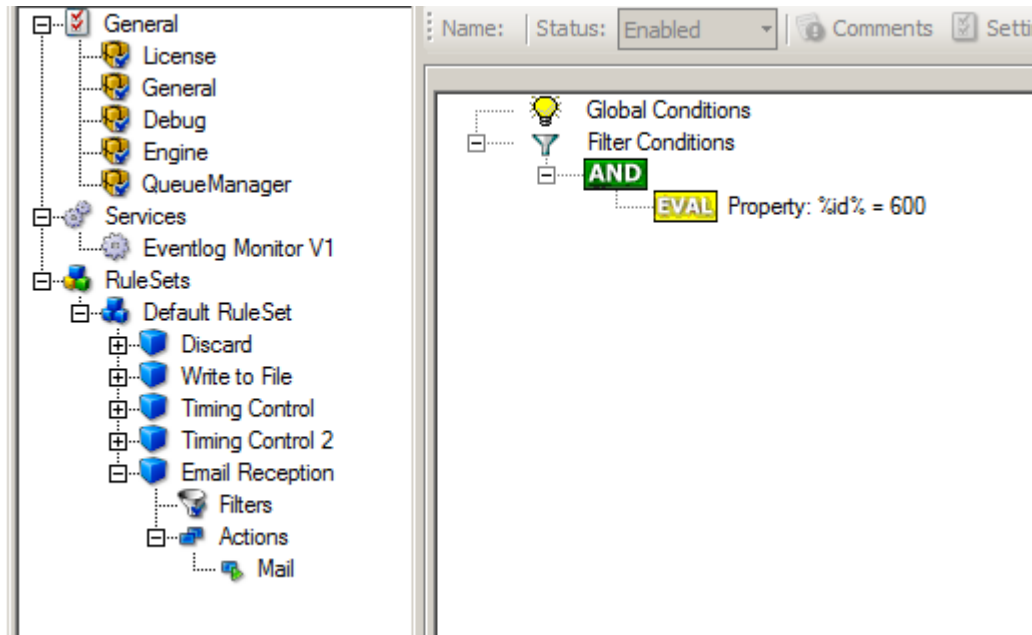 General
License
General
Debug
Engine
QueueManager
Services
Eventlog Monitor V1
RuleSets
Default RuleSet
Discard
Write to File
Timing Control
Timing Control 2
Email Reception
Filters
Actions
Mail
Name: Status: Enabled Comments Setti
Global Conditions
Filter Conditions
AND
EVAL Property: %id% = 600